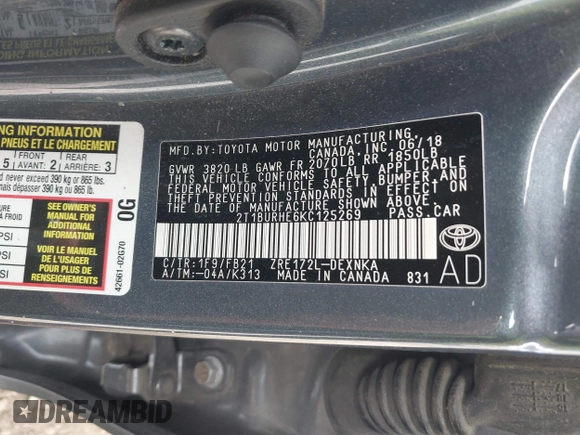 MFD.BY:TOYOTA MOTOR MANUFACTURING
CANADA, INC. 06/18
GVWR 3820 LB GAWR FR 2070LB RR 1850LB
THIS VEHICLE CONFORMS TO ALL APPLICABLE
FEDERAL MOTOR VEHICLE SAFETY, BUMPER, AND
THEFT PREVENTION STANDARDS IN EFFECT
ON THE DATE OF MANUFACTURE SHOWN ABOVE.
2T1BURHE6KC125269 PASS.CAR
C/TR:1F9/FB21 ZRE172L-DEXNKA
A/TM:-04A/K313 MADE IN CANADA 831
AD
ING INFORMATION
PNEUS ET LE CHARGEMENT
5 FRONT 2 REAR 3
AVANT: ARRIÈRE:
never exceed 390 kg or 865 lbs.
mais dépasser 390 kg ou 865 lb.
À FROID
PSI
PSI
SEE OWNER'S
MANUAL FOR
ADDITIONAL
INFORMATION
VOIR LE MANUEL
DE L'USAGER
POUR PLUS DE
RENSEIGNEMENTS
0G
42661-02G70
DREAMBID